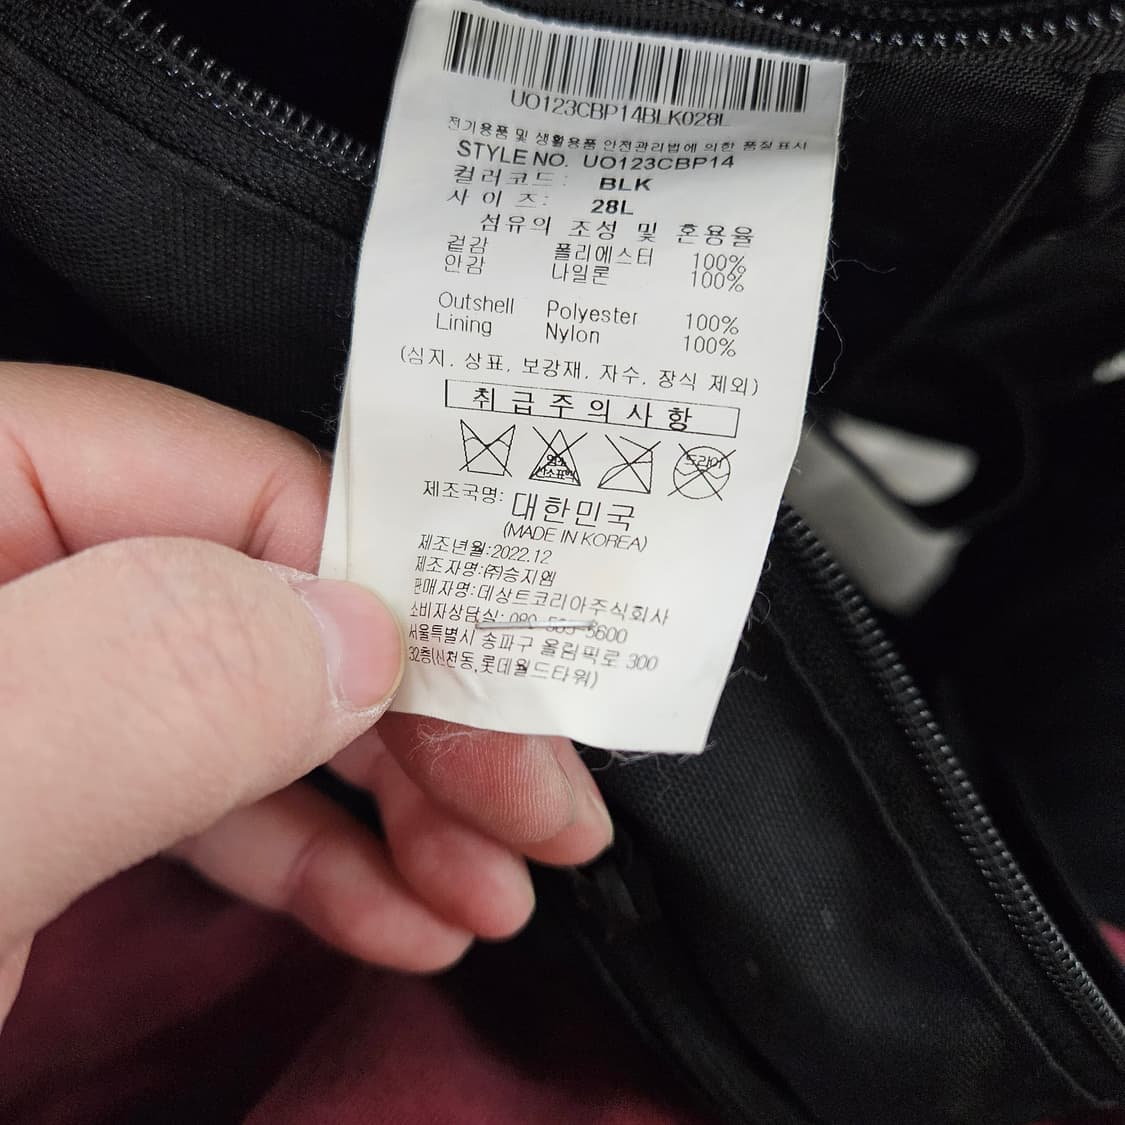 UO123CBP14BLK028L
전기용품 및 생활용품 안전관리법에 의한 품질표시
STYLE NO. UO123CBP14
컬러코드: BLK
사 이 즈: 28L
섬유의 조성 및 혼용율
겉감 폴리에스터 100%
안감 나일론 100%
Outshell Polyester 100%
Lining Nylon 100%
(심지, 상표, 보강재, 자수, 장식 제외)
취급주의사항
드라이
제조국명: 대한민국
(MADE IN KOREA)
제조년월:2022.12
제조자명:㈜승지엠
판매자명:데상트코리아주식회사
소비자상담실: 080 5600
서울특별시 송파구 올림픽로 300
32층(신천동,롯데월드타워)